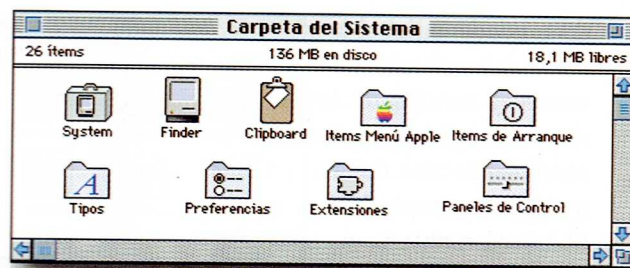 Carpeta del Sistema
26 ítems 136 MB en disco 18,1 MB libres
System Finder Clipboard Items Menú Apple Items de Arranque
Tipos Preferencias Extensiones Paneles de Control